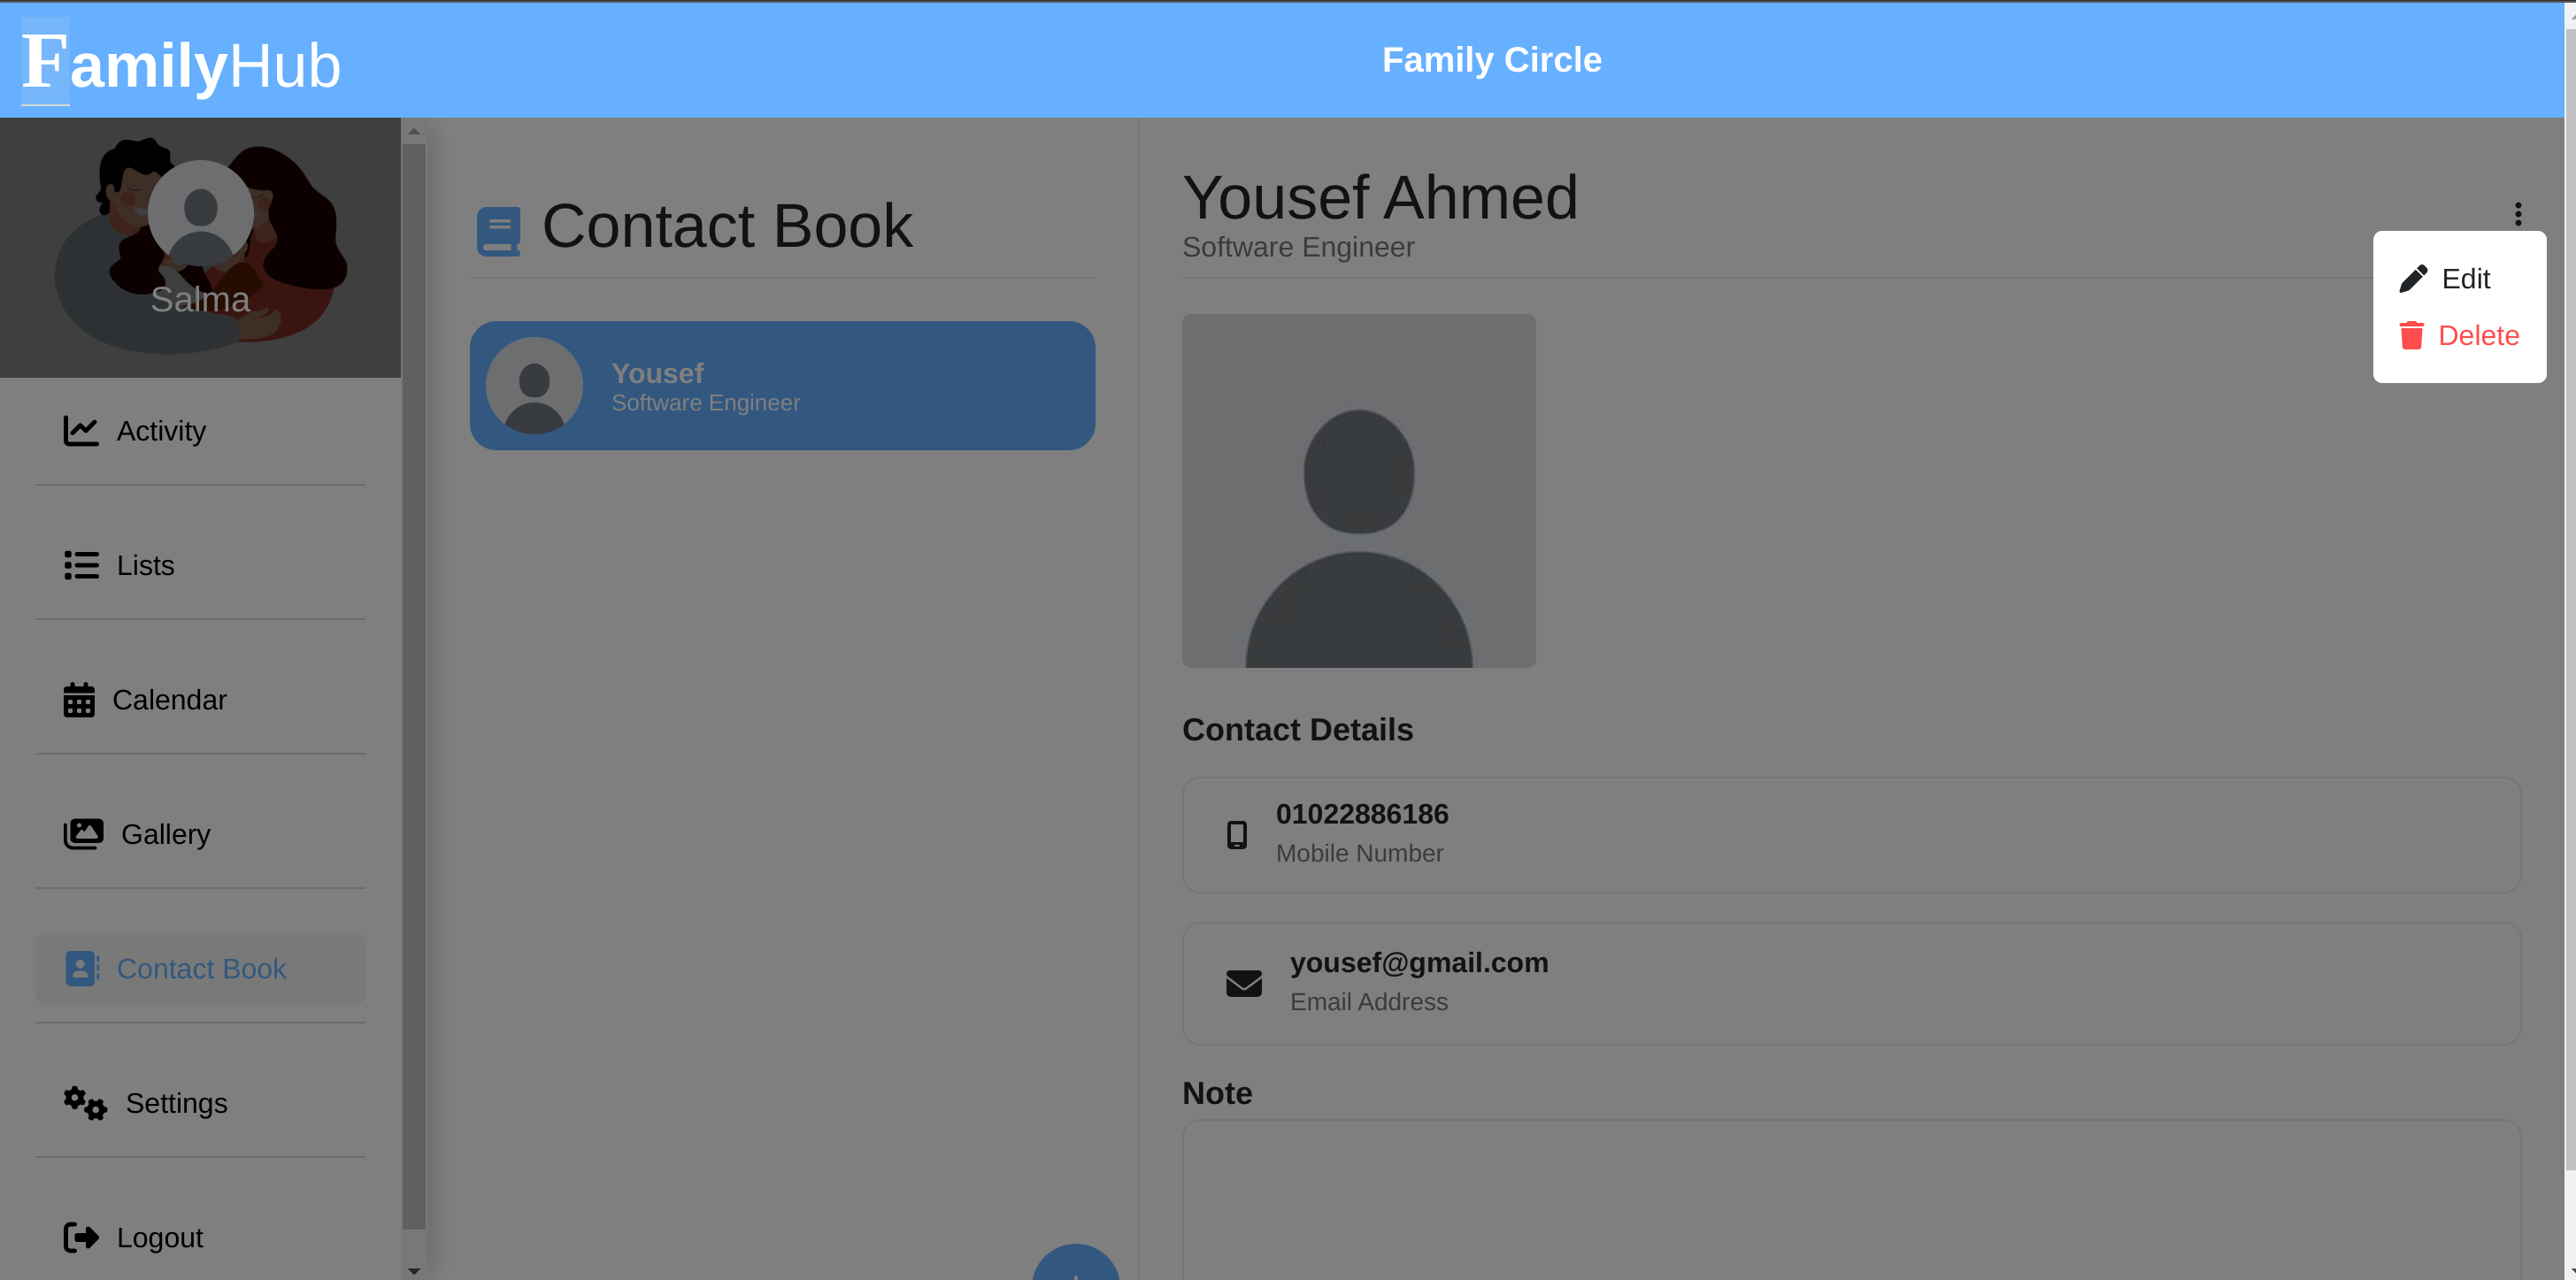 FamilyHub
Family Circle
Salma
Activity
Lists
Calendar
Gallery
Contact Book
Settings
Logout
Contact Book
Yousef
Software Engineer
Yousef Ahmed
Software Engineer
Edit
Delete
Contact Details
01022886186
Mobile Number
yousef@gmail.com
Email Address
Note